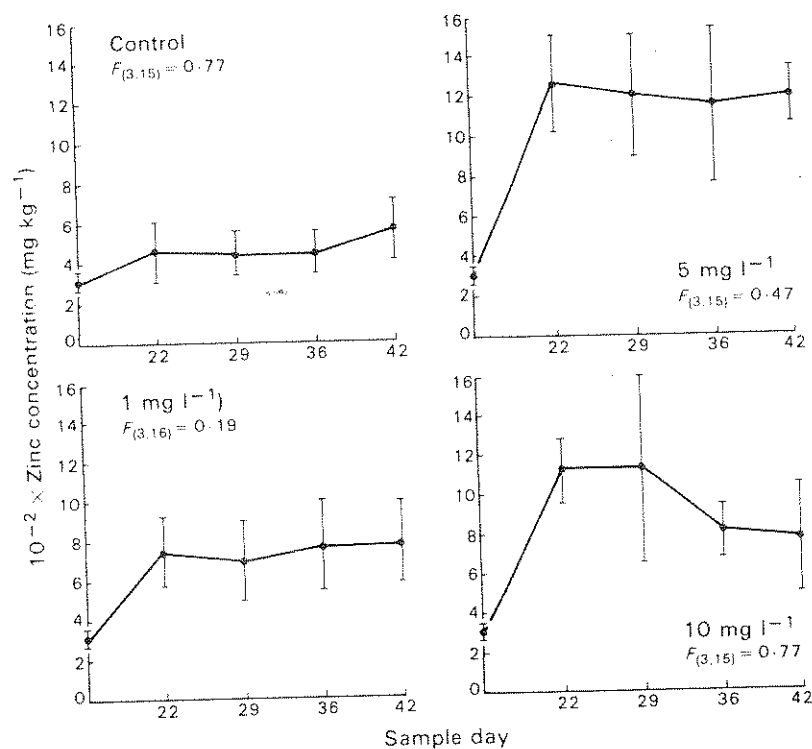 16
14
12
10
8
6
4
2
0
Control
F(3.15) = 0·77
22 29 36 42
16
14
12
10
8
6
4
2
0
5 mg l−1
F(3.15) = 0·47
22 29 36 42
10−2 × Zinc concentration (mg kg−1)
16
14
12
10
8
6
4
2
0
1 mg l−1)
F(3.16) = 0·19
22 29 36 42
16
14
12
10
8
6
4
2
0
10 mg l−1
F(3.15) = 0·77
22 29 36 42
Sample day